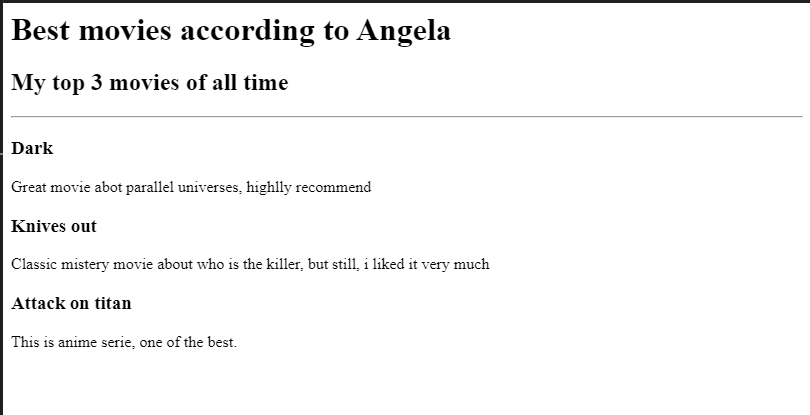 Best movies according to Angela
My top 3 movies of all time
Dark
Great movie abot parallel universes, highlly recommend
Knives out
Classic mistery movie about who is the killer, but still, i liked it very much
Attack on titan
This is anime serie, one of the best.